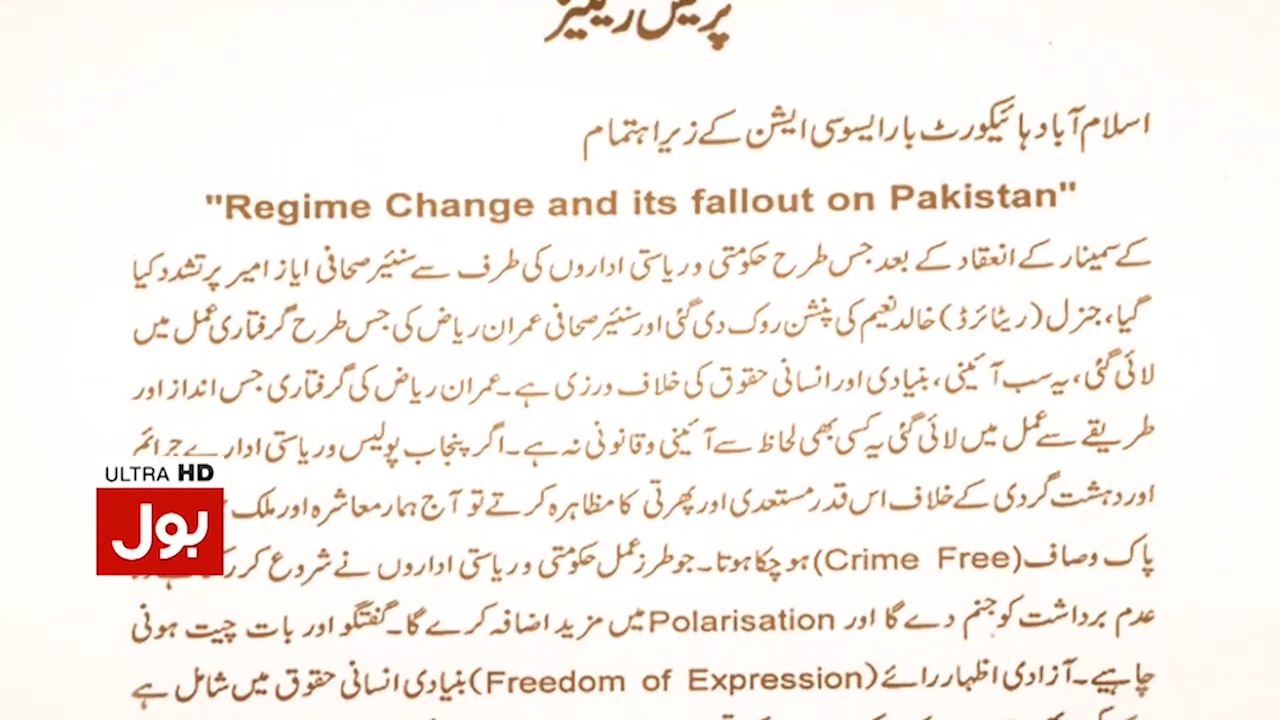 پریس ریلیز
اسلام آباد ہائیکورٹ بار ایسوسی ایشن کے زیر اہتمام
"Regime Change and its fallout on Pakistan"
کے سمینار کے انعقاد کے بعد جس طرح حکومتی و ریاستی اداروں کی طرف سے سنئیر صحافی ایاز امیر پر تشدد کیا
گیا، جنرل (ریٹائرڈ) خالد نعیم کی پنشن روک دی گئی اور سنئیر صحافی عمران ریاض کی جس طرح گرفتاری عمل میں
لائی گئی، یہ سب آئینی، بنیادی اور انسانی حقوق کی خلاف ورزی ہے۔ عمران ریاض کی گرفتاری جس انداز اور
طریقے سے عمل میں لائی گئی یہ کسی بھی لحاظ سے آئینی و قانونی نہ ہے۔ اگر پنجاب پولیس و ریاستی ادارے جرائم
اور دہشت گردی کے خلاف اس قدر مستعدی اور پھرتی کا مظاہرہ کرتے تو آج ہمار معاشرہ اور ملک
پاک و صاف (Crime Free) ہو چکا ہوتا۔ جو طرز عمل حکومتی و ریاستی اداروں نے شروع کر
عدم برداشت کو جنم دے گا اور Polarisation میں مزید اضافہ کرے گا۔ گفتگو اور بات چیت ہونی
چاہیے۔ آزادی اظہار رائے (Freedom of Expression) بنیادی انسانی حقوق میں شامل ہے
ULTRA HD
بول